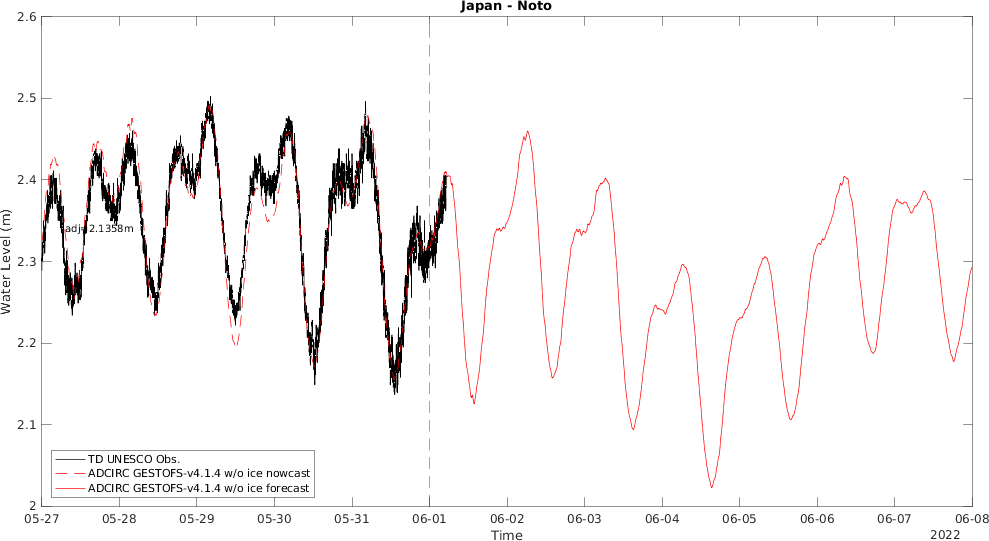 Japan - Noto
2.6
2.5
2.4
2.3
2.2
2.1
2
Water Level (m)
adj: 2.1358m
TD UNESCO Obs.
ADCIRC GESTOFS-v4.1.4 w/o ice nowcast
ADCIRC GESTOFS-v4.1.4 w/o ice forecast
05-27 05-28 05-29 05-30 05-31 06-01 06-02 06-03 06-04 06-05 06-06 06-07 06-08
Time
2022